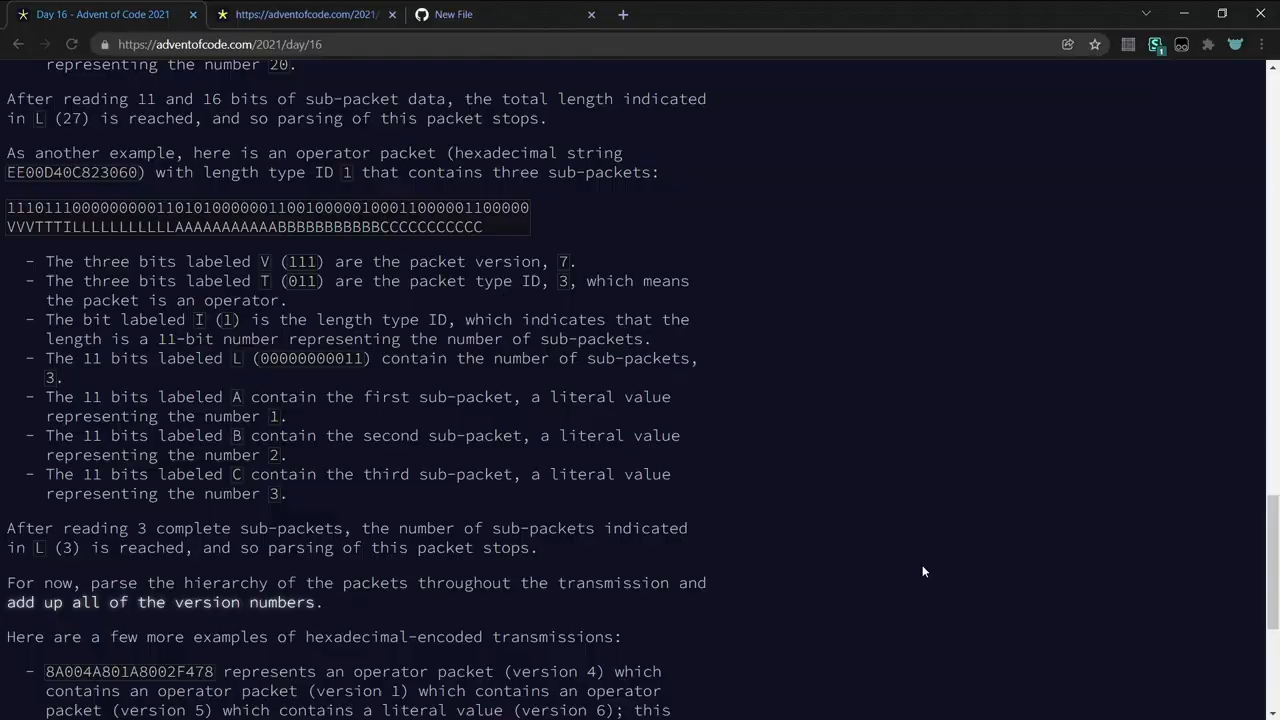 Day 16 - Advent of Code 2021
https://adventofcode.com/2021/
New File
https://adventofcode.com/2021/day/16
1
representing the number 20.
After reading 11 and 16 bits of sub-packet data, the total length indicated
in L (27) is reached, and so parsing of this packet stops.
As another example, here is an operator packet (hexadecimal string
EE00D40C823060) with length type ID 1 that contains three sub-packets:
11101110000000001101010000001100100000100011000001100000
VVVTTTILLLLLLLLLLLAAAAAAAAAAABBBBBBBBBBBCCCCCCCCCCC
- The three bits labeled V (111) are the packet version, 7.
- The three bits labeled T (011) are the packet type ID, 3, which means
the packet is an operator.
- The bit labeled I (1) is the length type ID, which indicates that the
length is a 11-bit number representing the number of sub-packets.
- The 11 bits labeled L (00000000011) contain the number of sub-packets,
3.
- The 11 bits labeled A contain the first sub-packet, a literal value
representing the number 1.
- The 11 bits labeled B contain the second sub-packet, a literal value
representing the number 2.
- The 11 bits labeled C contain the third sub-packet, a literal value
representing the number 3.
After reading 3 complete sub-packets, the number of sub-packets indicated
in L (3) is reached, and so parsing of this packet stops.
For now, parse the hierarchy of the packets throughout the transmission and
add up all of the version numbers.
Here are a few more examples of hexadecimal-encoded transmissions:
- 8A004A801A8002F478 represents an operator packet (version 4) which
contains an operator packet (version 1) which contains an operator
packet (version 5) which contains a literal value (version 6); this